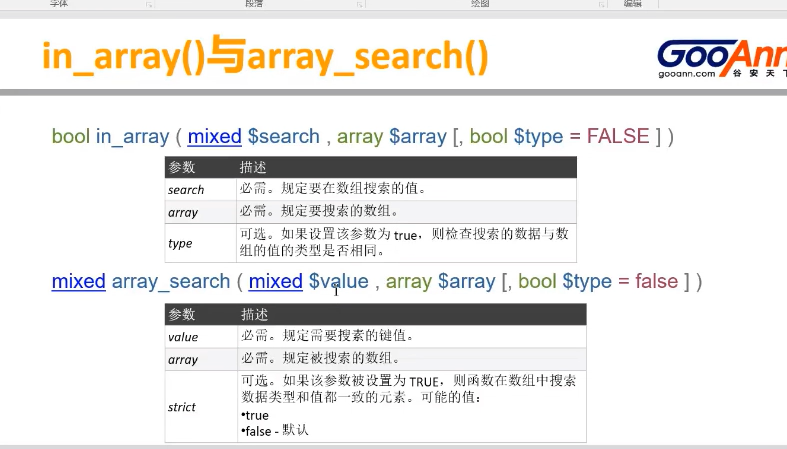 字体 段落 绘图 编辑
in_array()与array_search()
GooAnn
gooann.com 谷安天下
bool in_array ( mixed $search , array $array [, bool $type = FALSE ] )
参数 描述
search 必需。规定要在数组搜索的值。
array 必需。规定要搜索的数组。
type 可选。如果设置该参数为 true，则检查搜索的数据与数
组的值的类型是否相同。
mixed array_search ( mixed $value , array $array [, bool $type = false ] )
参数 描述
value 必需。规定需要搜素的键值。
array 必需。规定被搜索的数组。
strict 可选。如果该参数被设置为 TRUE，则函数在数组中搜索
数据类型和值都一致的元素。可能的值：
•true
•false - 默认